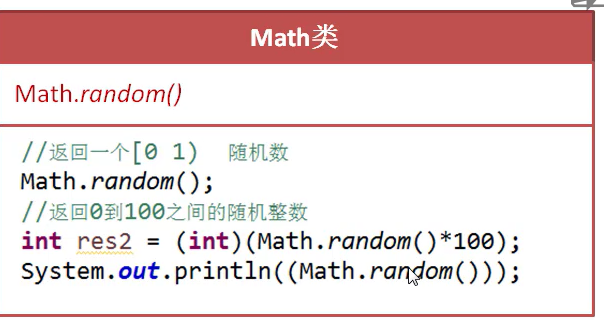 Math类
Math.random()
//返回一个[0 1) 随机数
Math.random();
//返回0到100之间的随机整数
int res2 = (int)(Math.random()*100);
System.out.println((Math.random()));